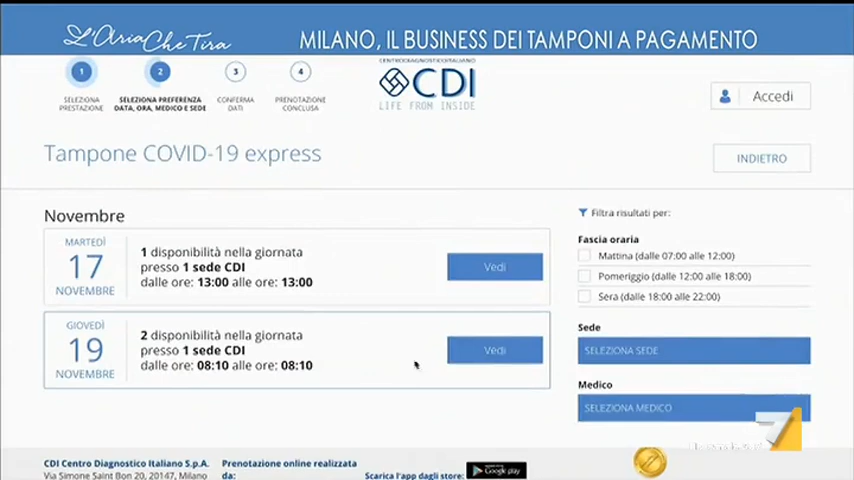 L'Aria Che Tira
MILANO, IL BUSINESS DEI TAMPONI A PAGAMENTO
1
2
3
4
SELEZIONA PRESTAZIONE
SELEZIONA PREFERENZA DATA, ORA, MEDICO E SEDE
CONFERMA DATI
PRENOTAZIONE CONCLUSA
CENTRO DIAGNOSTICO ITALIANO
CDI
LIFE FROM INSIDE
Accedi
Tampone COVID-19 express
INDIETRO
Novembre
MARTEDÌ
17
NOVEMBRE
1 disponibilità nella giornata
presso 1 sede CDI
dalle ore: 13:00 alle ore: 13:00
Vedi
GIOVEDÌ
19
NOVEMBRE
2 disponibilità nella giornata
presso 1 sede CDI
dalle ore: 08:10 alle ore: 08:10
Vedi
Filtra risultati per:
Fascia oraria
Mattina (dalle 07:00 alle 12:00)
Pomeriggio (dalle 12:00 alle 18:00)
Sera (dalle 18:00 alle 22:00)
Sede
SELEZIONA SEDE
Medico
SELEZIONA MEDICO
7
CDI Centro Diagnostico Italiano S.p.A.
Via Simone Saint Bon 20, 20147, Milano
Prenotazione online realizzata
da:
Scarica l'app dagli store:
Google play